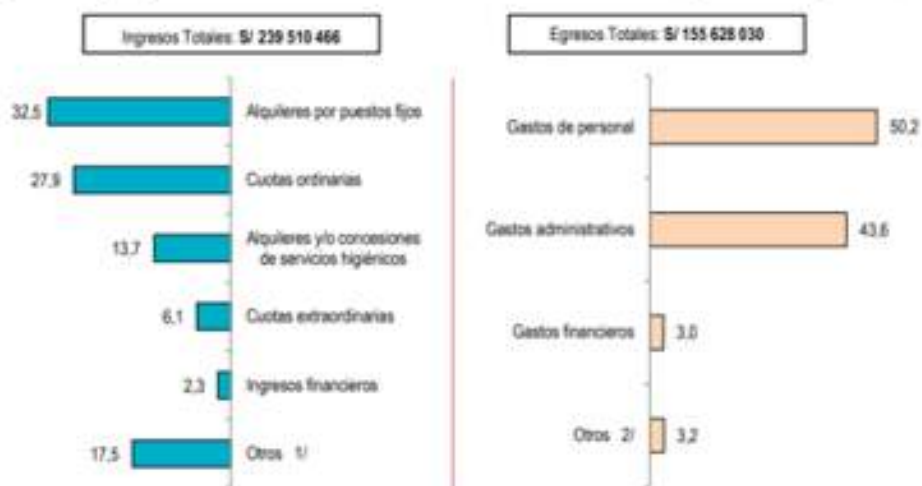 Ingresos Totales: S/ 239 510 466
32,5 Alquileres por puestos fijos
27,9 Cuotas ordinarias
13,7 Alquileres y/o concesiones
de servicios higiénicos
6,1 Cuotas extraordinarias
2,3 Ingresos financieros
17,5 Otros 1/
Egresos Totales: S/ 155 628 030
Gastos de personal 50,2
Gastos administrativos 43,6
Gastos financieros 3,0
Otros 2/ 3,2